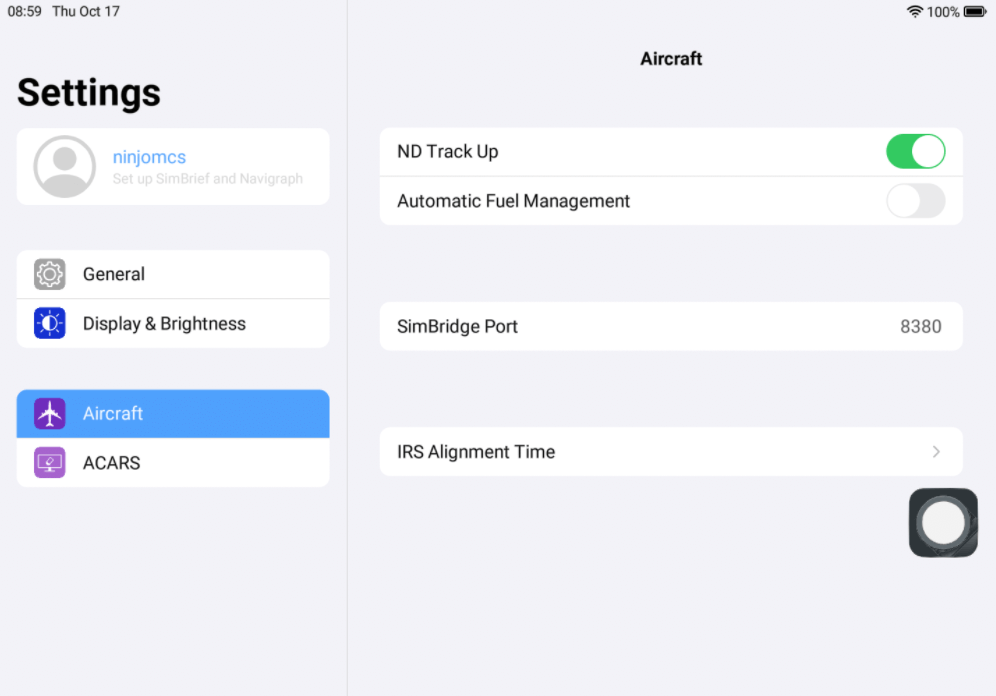 08:59 Thu Oct 17
100%
Settings
ninjomcs
Set up SimBrief and Navigraph
General
Display & Brightness
Aircraft
ACARS
Aircraft
ND Track Up
Automatic Fuel Management
SimBridge Port
8380
IRS Alignment Time